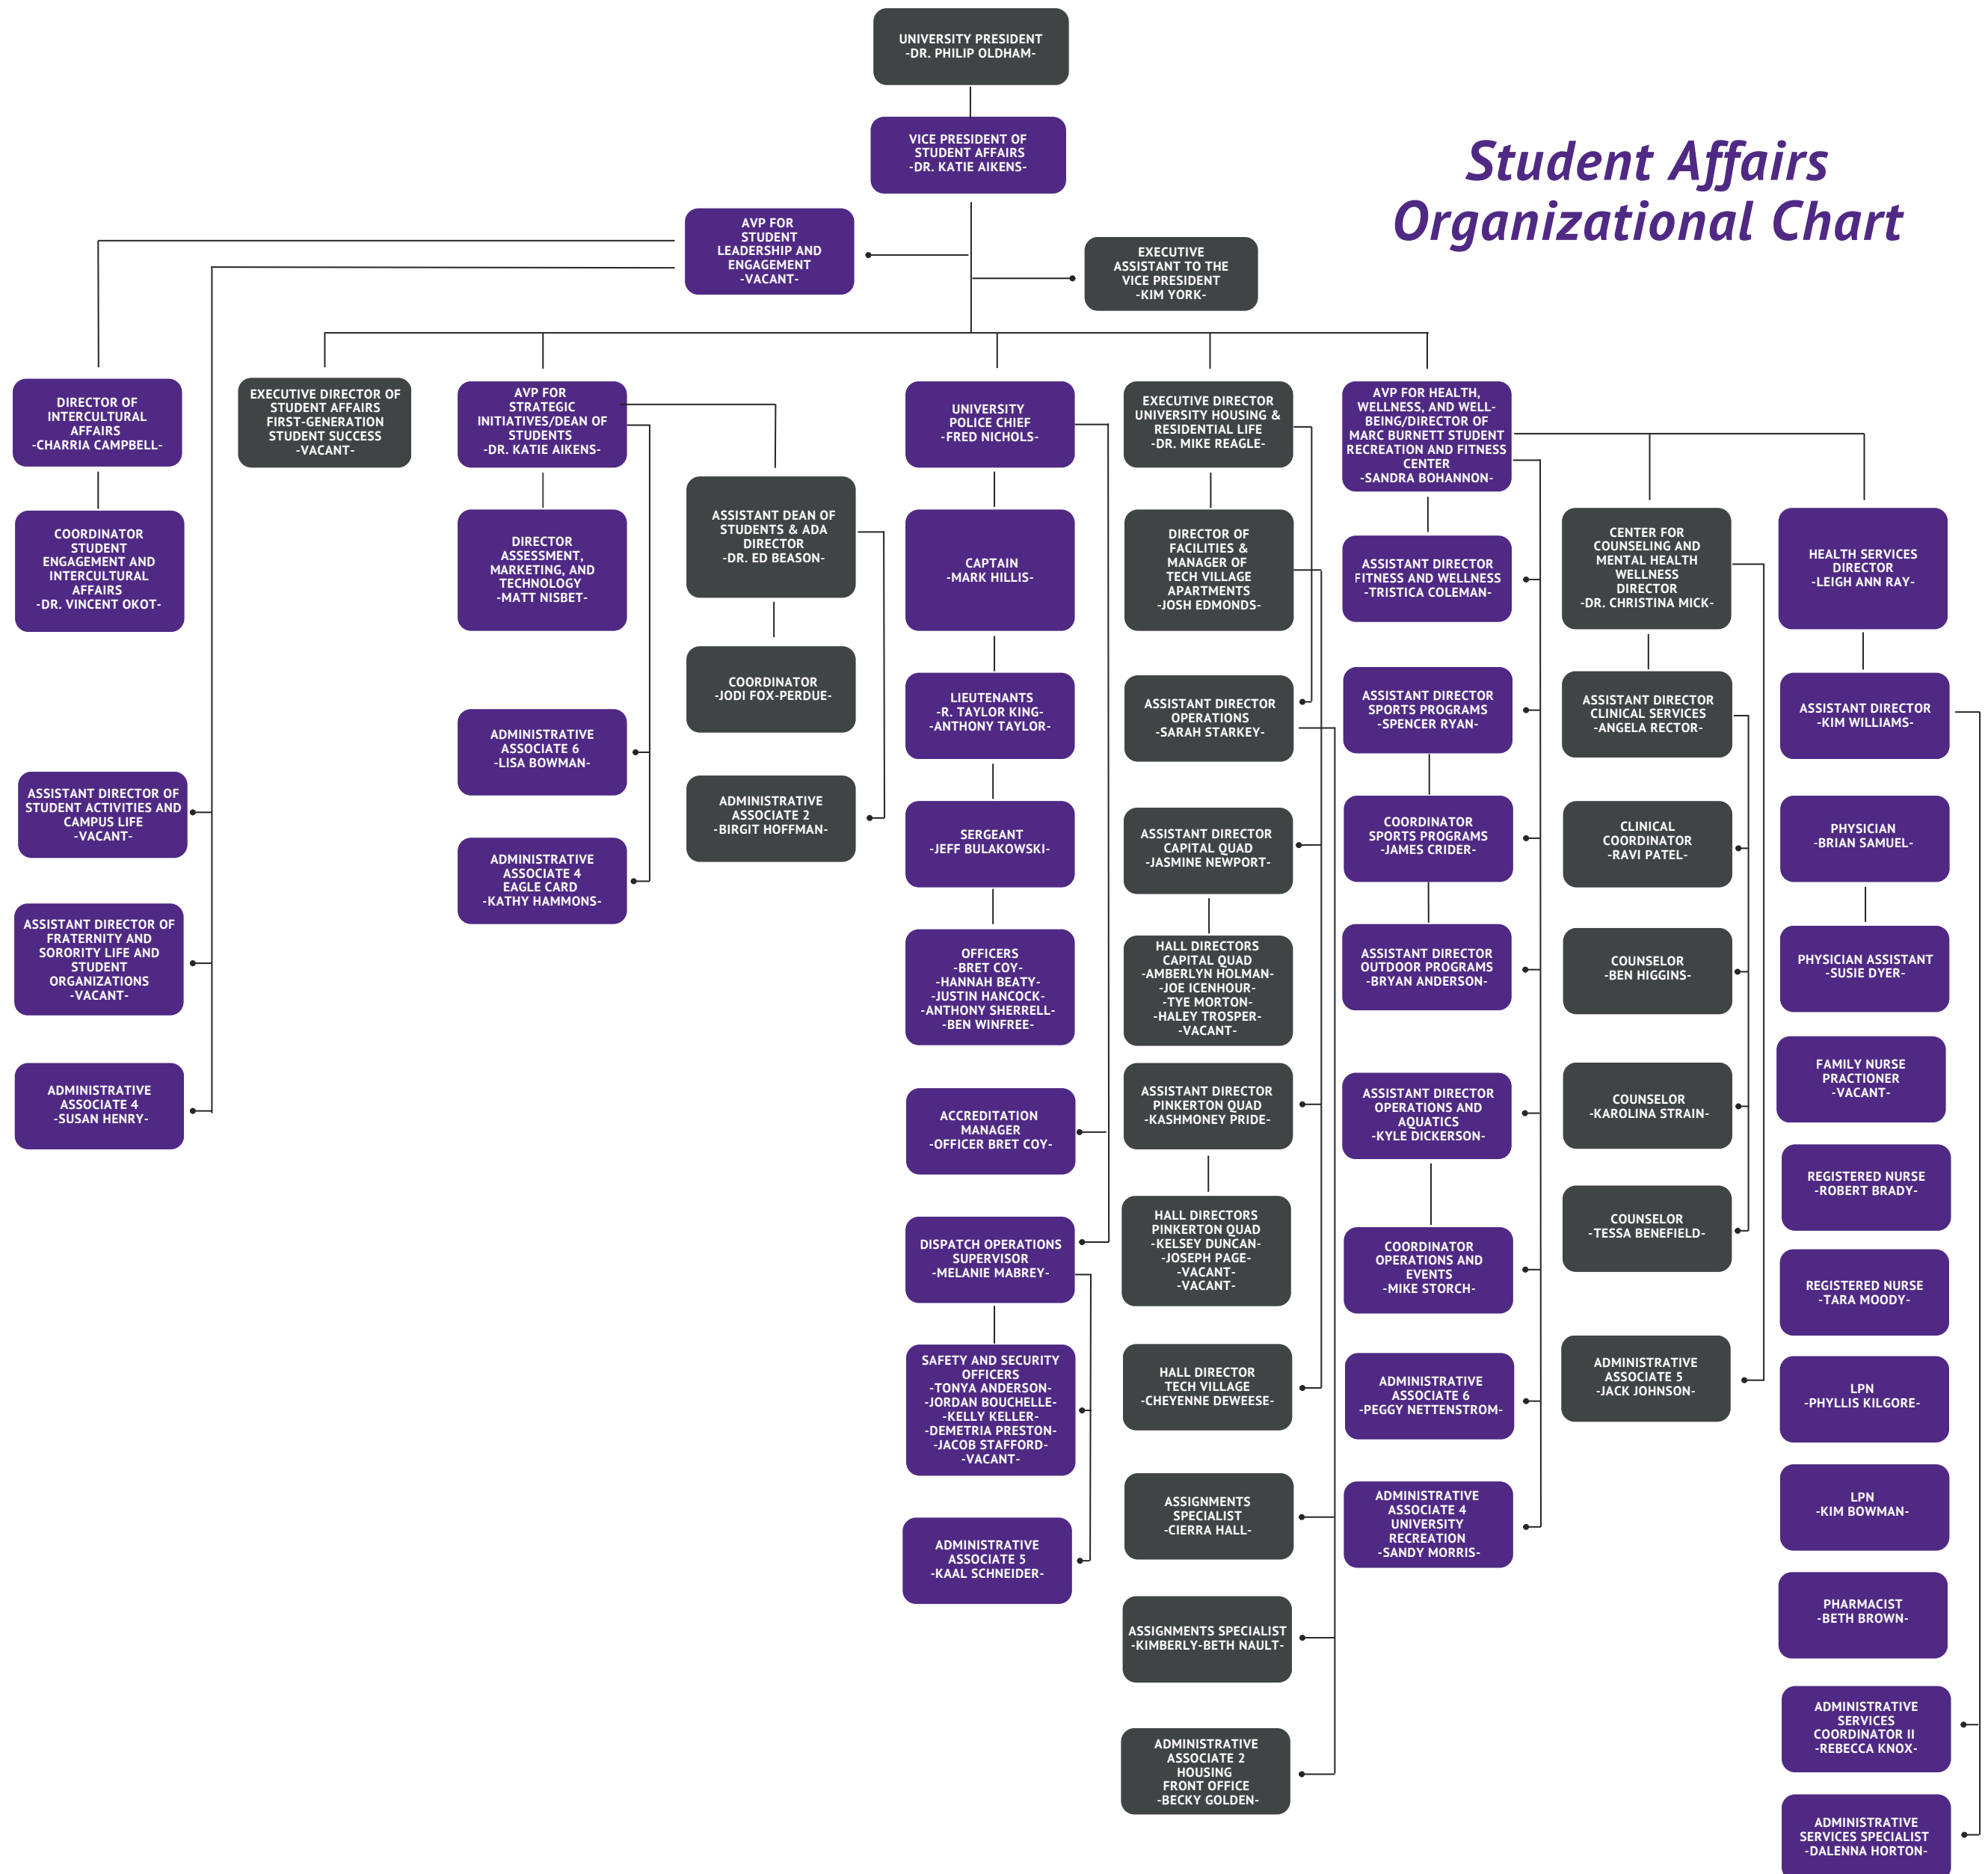 UNIVERSITY PRESIDENT
-DR. PHILIP OLDHAM-
VICE PRESIDENT OF
STUDENT AFFAIRS
-DR. KATIE AIKENS-
Student Affairs
Organizational Chart
AVP FOR
STUDENT
LEADERSHIP AND
ENGAGEMENT
-VACANT-
EXECUTIVE
ASSISTANT TO THE
VICE PRESIDENT
-KIM YORK-
DIRECTOR OF
INTERCULTURAL
AFFAIRS
-CHARRIA CAMPBELL-
COORDINATOR
STUDENT
ENGAGEMENT AND
INTERCULTURAL
AFFAIRS
-DR. VINCENT OKOT-
ASSISTANT DIRECTOR OF
STUDENT ACTIVITIES AND
CAMPUS LIFE
-VACANT-
ASSISTANT DIRECTOR OF
FRATERNITY AND
SORORITY LIFE AND
STUDENT
ORGANIZATIONS
-VACANT-
ADMINISTRATIVE
ASSOCIATE 4
-SUSAN HENRY-
EXECUTIVE DIRECTOR OF
STUDENT AFFAIRS
FIRST-GENERATION
STUDENT SUCCESS
-VACANT-
AVP FOR
STRATEGIC
INITIATIVES/DEAN OF
STUDENTS
-DR. KATIE AIKENS-
DIRECTOR
ASSESSMENT,
MARKETING, AND
TECHNOLOGY
-MATT NISBET-
ADMINISTRATIVE
ASSOCIATE 6
-LISA BOWMAN-
ADMINISTRATIVE
ASSOCIATE 4
EAGLE CARD
-KATHY HAMMONS-
ASSISTANT DEAN OF
STUDENTS & ADA
DIRECTOR
-DR. ED BEASON-
COORDINATOR
-JODI FOX-PERDUE-
ADMINISTRATIVE
ASSOCIATE 2
-BIRGIT HOFFMAN-
UNIVERSITY
POLICE CHIEF
-FRED NICHOLS-
CAPTAIN
-MARK HILLIS-
LIEUTENANTS
-R. TAYLOR KING-
-ANTHONY TAYLOR-
SERGEANT
-JEFF BULAKOWSKI-
OFFICERS
-BRET COY-
-HANNAH BEATY-
-JUSTIN HANCOCK-
-ANTHONY SHERRELL-
-BEN WINFREE-
ACCREDITATION
MANAGER
-OFFICER BRET COY-
DISPATCH OPERATIONS
SUPERVISOR
-MELANIE MABREY-
SAFETY AND SECURITY
OFFICERS
-TONYA ANDERSON-
-JORDAN BOUCHELLE-
-KELLY KELLER-
-DEMETRIA PRESTON-
-JACOB STAFFORD-
-VACANT-
ADMINISTRATIVE
ASSOCIATE 5
-KAAL SCHNEIDER-
EXECUTIVE DIRECTOR
UNIVERSITY HOUSING &
RESIDENTIAL LIFE
-DR. MIKE REAGLE-
DIRECTOR OF
FACILITIES &
MANAGER OF
TECH VILLAGE
APARTMENTS
-JOSH EDMONDS-
ASSISTANT DIRECTOR
OPERATIONS
-SARAH STARKEY-
ASSISTANT DIRECTOR
CAPITAL QUAD
-JASMINE NEWPORT-
HALL DIRECTORS
CAPITAL QUAD
-AMBERLYN HOLMAN-
-JOE ICENHOUR-
-TYE MORTON-
-HALEY TROSPER-
-VACANT-
ASSISTANT DIRECTOR
PINKERTON QUAD
-KASHMONEY PRIDE-
HALL DIRECTORS
PINKERTON QUAD
-KELSEY DUNCAN-
-JOSEPH PAGE-
-VACANT-
-VACANT-
HALL DIRECTOR
TECH VILLAGE
-CHEYENNE DEWEESE-
ASSIGNMENTS
SPECIALIST
-CIERRA HALL-
ASSIGNMENTS SPECIALIST
-KIMBERLY-BETH NAULT-
ADMINISTRATIVE
ASSOCIATE 2
HOUSING
FRONT OFFICE
-BECKY GOLDEN-
AVP FOR HEALTH,
WELLNESS, AND WELL-
BEING/DIRECTOR OF
MARC BURNETT STUDENT
RECREATION AND FITNESS
CENTER
-SANDRA BOHANNON-
ASSISTANT DIRECTOR
FITNESS AND WELLNESS
-TRISTICA COLEMAN-
ASSISTANT DIRECTOR
SPORTS PROGRAMS
-SPENCER RYAN-
COORDINATOR
SPORTS PROGRAMS
-JAMES CRIDER-
ASSISTANT DIRECTOR
OUTDOOR PROGRAMS
-BRYAN ANDERSON-
ASSISTANT DIRECTOR
OPERATIONS AND
AQUATICS
-KYLE DICKERSON-
COORDINATOR
OPERATIONS AND
EVENTS
-MIKE STORCH-
ADMINISTRATIVE
ASSOCIATE 6
-PEGGY NETTENSTROM-
ADMINISTRATIVE
ASSOCIATE 4
UNIVERSITY
RECREATION
-SANDY MORRIS-
CENTER FOR
COUNSELING AND
MENTAL HEALTH
WELLNESS
DIRECTOR
-DR. CHRISTINA MICK-
ASSISTANT DIRECTOR
CLINICAL SERVICES
-ANGELA RECTOR-
CLINICAL
COORDINATOR
-RAVI PATEL-
COUNSELOR
-BEN HIGGINS-
COUNSELOR
-KAROLINA STRAIN-
COUNSELOR
-TESSA BENEFIELD-
ADMINISTRATIVE
ASSOCIATE 5
-JACK JOHNSON-
HEALTH SERVICES
DIRECTOR
-LEIGH ANN RAY-
ASSISTANT DIRECTOR
-KIM WILLIAMS-
PHYSICIAN
-BRIAN SAMUEL-
PHYSICIAN ASSISTANT
-SUSIE DYER-
FAMILY NURSE
PRACTIONER
-VACANT-
REGISTERED NURSE
-ROBERT BRADY-
REGISTERED NURSE
-TARA MOODY-
LPN
-PHYLLIS KILGORE-
LPN
-KIM BOWMAN-
PHARMACIST
-BETH BROWN-
ADMINISTRATIVE
SERVICES
COORDINATOR II
-REBECCA KNOX-
ADMINISTRATIVE
SERVICES SPECIALIST
-DALENNA HORTON-